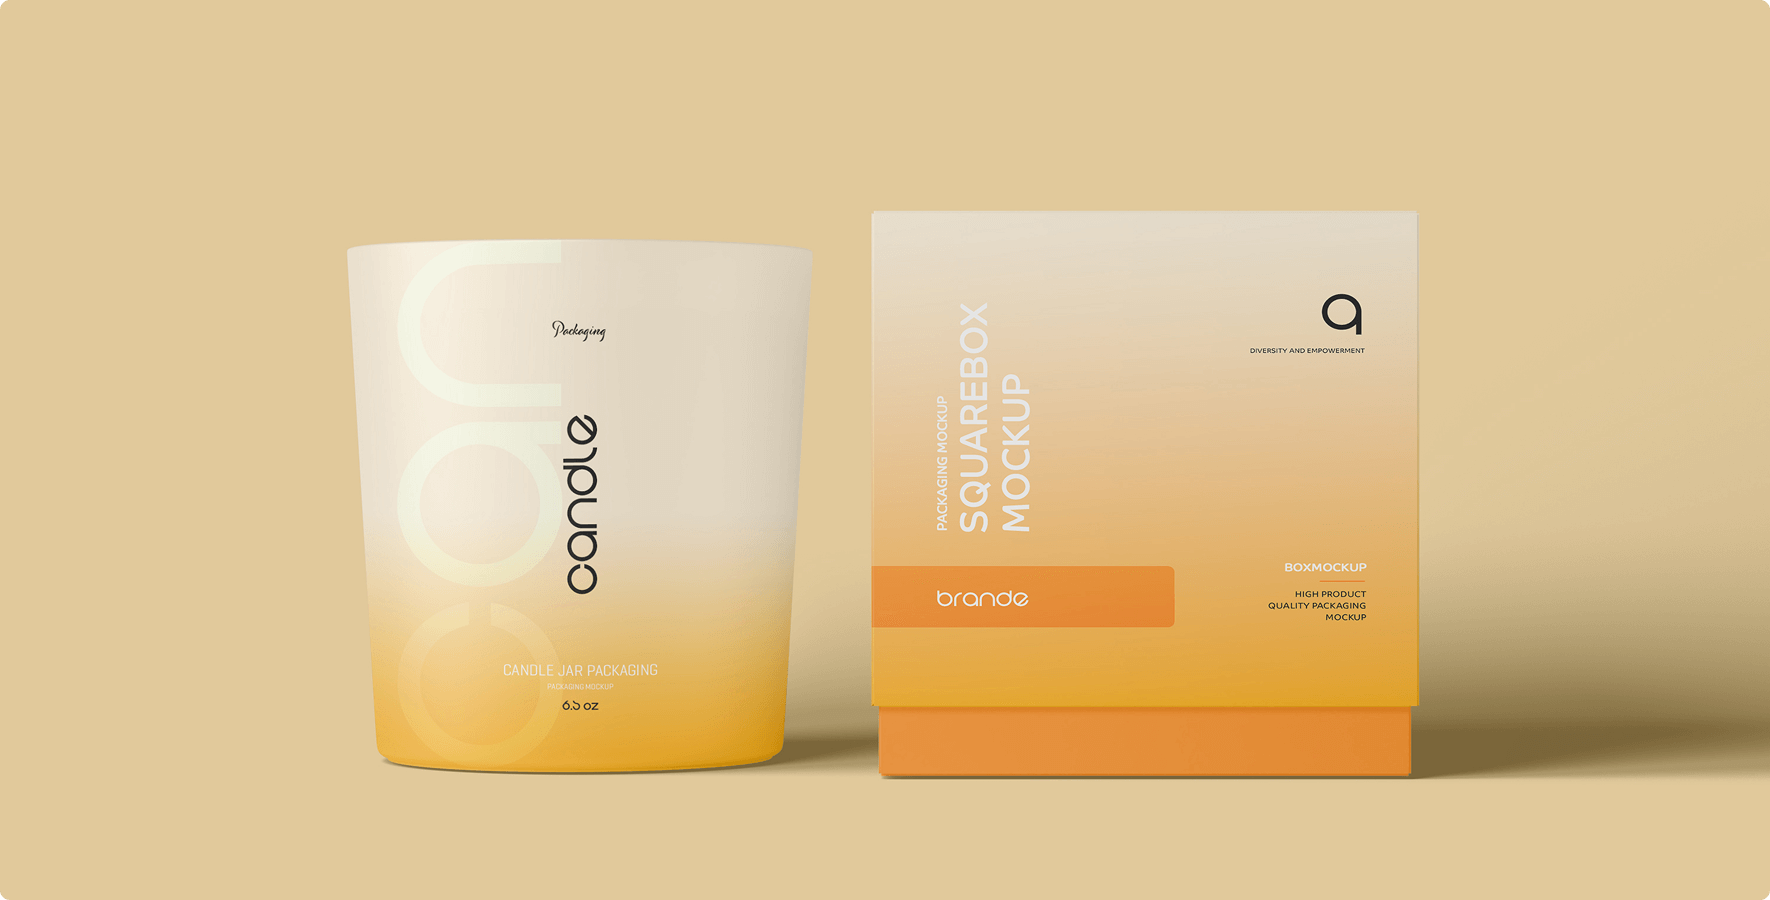 can
Packaging
candle
CANDLE JAR PACKAGING
PACKAGING MOCKUP
6.5 oz
PACKAGING MOCKUP
SQUAREBOX
MOCKUP
a
DIVERSITY AND EMPOWERMENT
brande
BOXMOCKUP
HIGH PRODUCT
QUALITY PACKAGING
MOCKUP